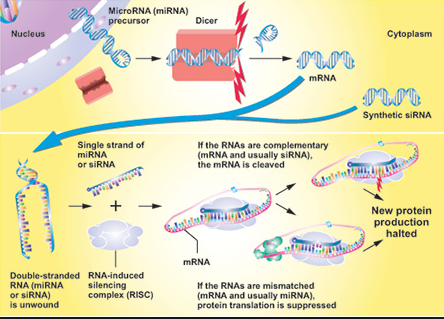 Nucleus
MicroRNA (miRNA)
precursor
Dicer
Cytoplasm
mRNA
Synthetic siRNA
Single strand of
miRNA
or siRNA
If the RNAs are complementary
(mRNA and usually siRNA),
the mRNA is cleaved
New protein
production
halted
mRNA
Double-stranded
RNA (miRNA
or siRNA)
is unwound
RNA-induced
silencing
complex (RISC)
If the RNAs are mismatched
(mRNA and usually miRNA),
protein translation is suppressed